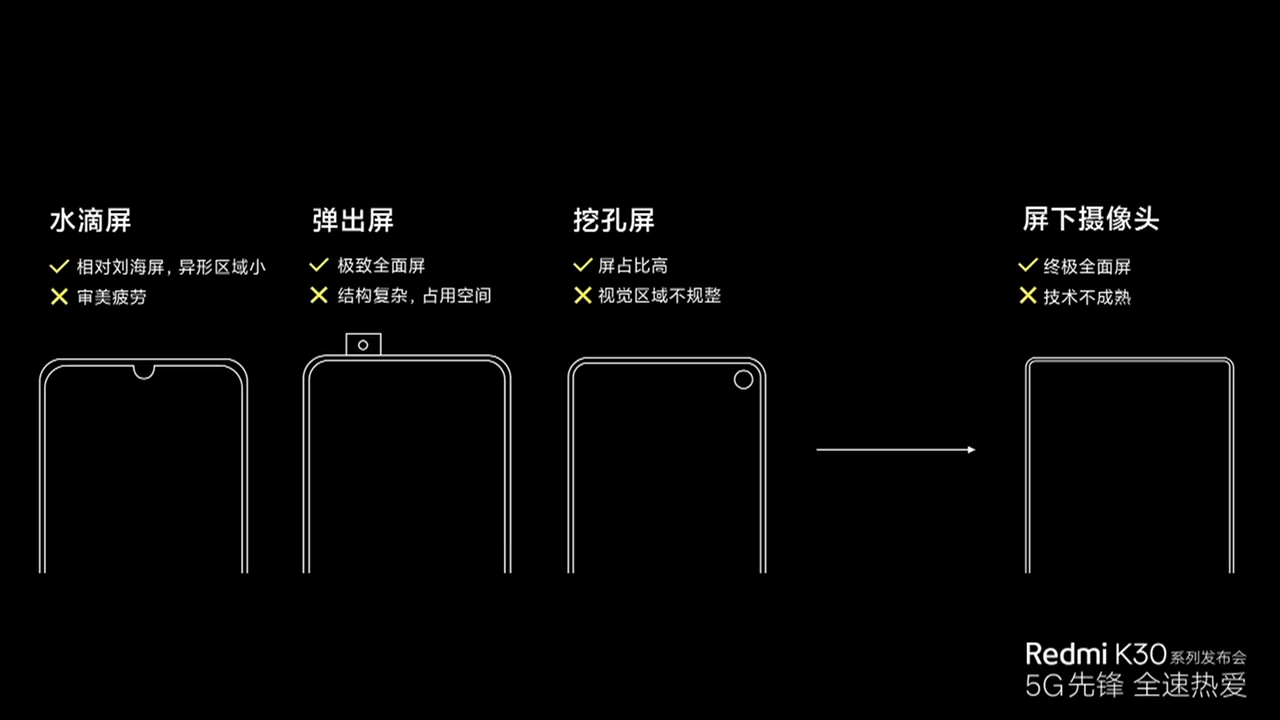 水滴屏
相对刘海屏，异形区域小
审美疲劳
弹出屏
极致全面屏
结构复杂，占用空间
挖孔屏
屏占比高
视觉区域不规整
屏下摄像头
终极全面屏
技术不成熟
Redmi K30系列发布会
5G先锋 全速热爱